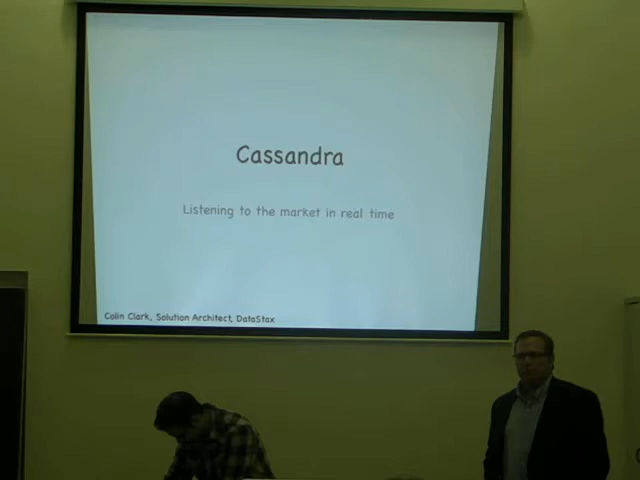 Cassandra
Listening to the market in real time
Colin Clark, Solution Architect, DataStax